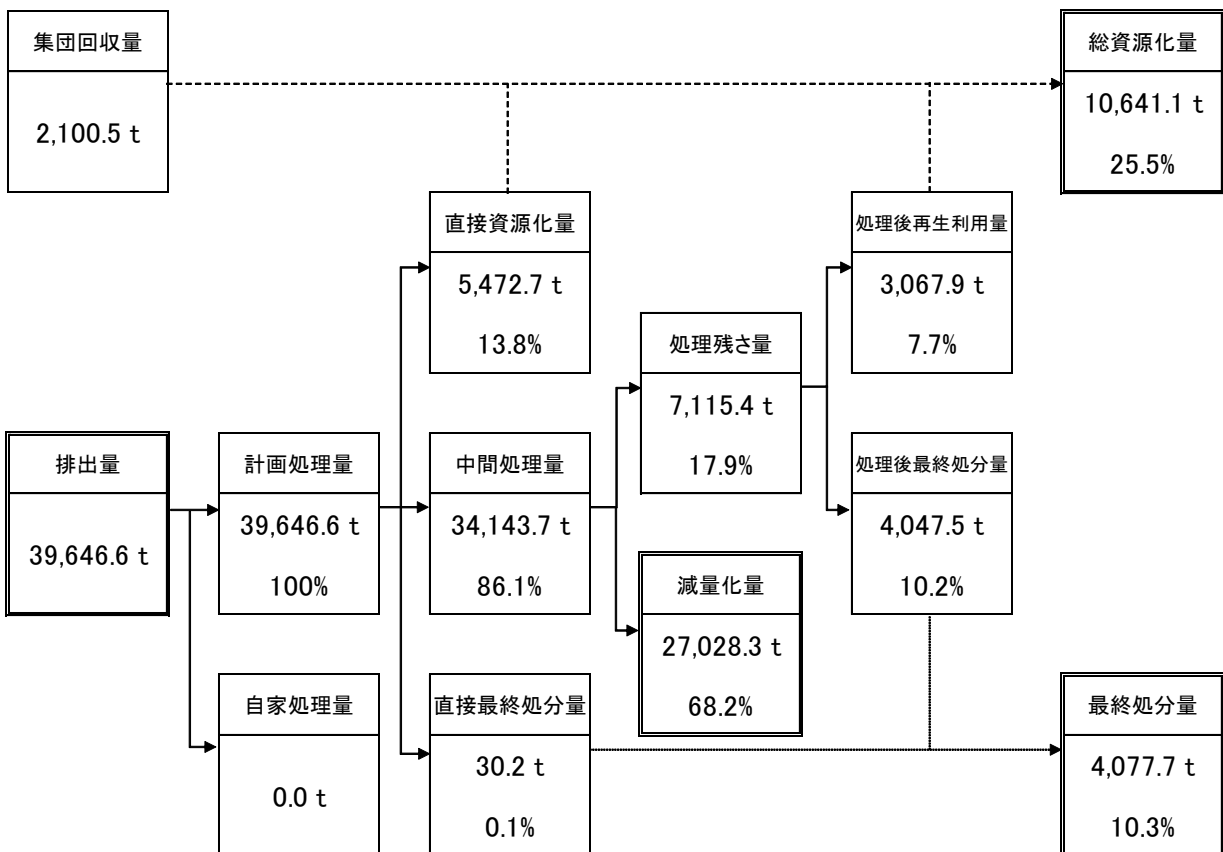 集団回収量
2,100.5 t
総資源化量
10,641.1 t
25.5%
直接資源化量
5,472.7 t
13.8%
処理後再生利用量
3,067.9 t
7.7%
処理残さ量
7,115.4 t
17.9%
排出量
39,646.6 t
計画処理量
39,646.6 t
100%
中間処理量
34,143.7 t
86.1%
処理後最終処分量
4,047.5 t
10.2%
減量化量
27,028.3 t
68.2%
自家処理量
0.0 t
直接最終処分量
30.2 t
0.1%
最終処分量
4,077.7 t
10.3%